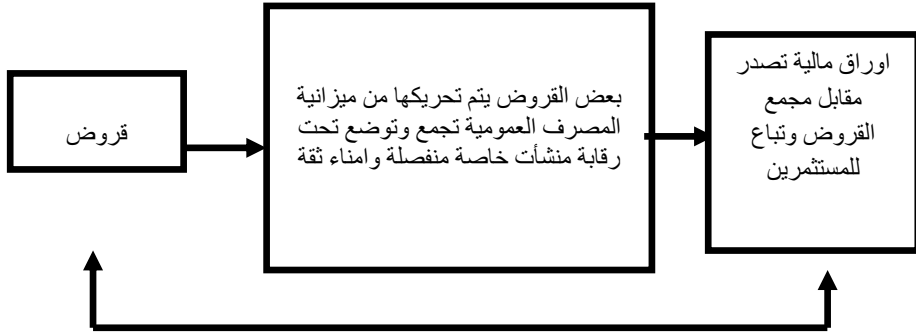 قروض
بعض القروض يتم تحريكها من ميزانية
المصرف العمومية تجمع وتوضع تحت
رقابة منشأت خاصة منفصلة وامناء ثقة
اوراق مالية تصدر
مقابل مجمع
القروض وتباع
للمستثمرين